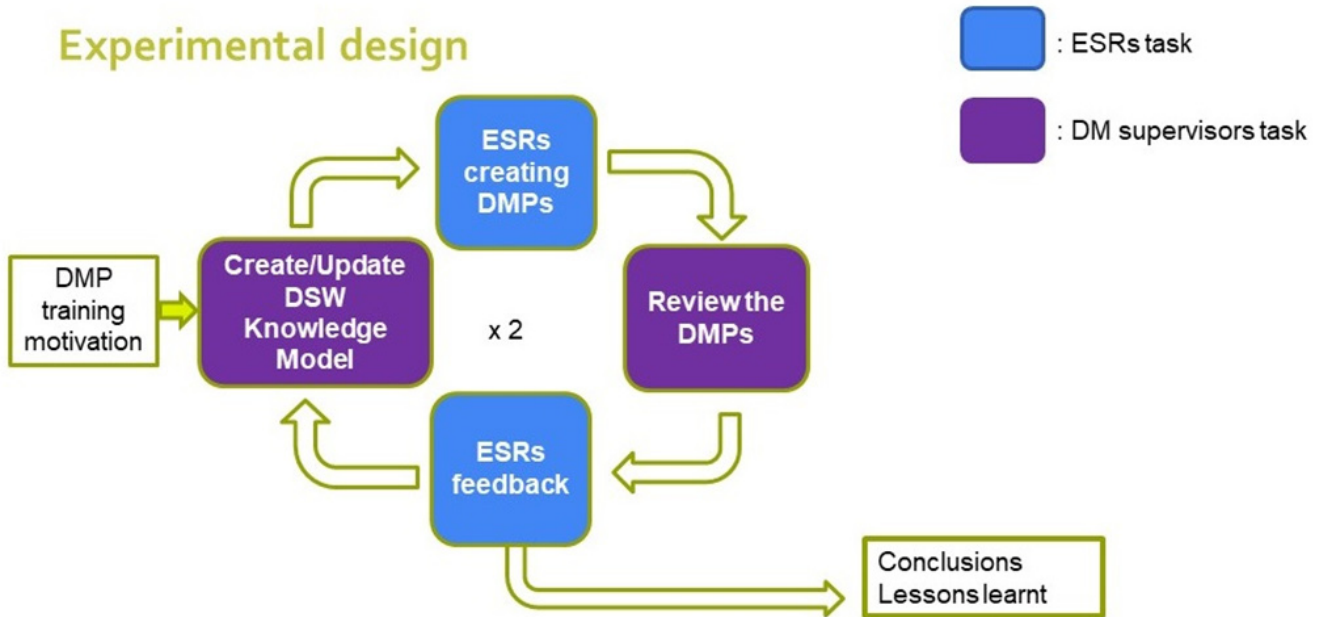 Experimental design
: ESRs task
: DM supervisors task
ESRs
creating
DMPs
DMP
training
motivation
Create/Update
DSW
Knowledge
Model
x 2
Review the
DMPs
ESRs
feedback
Conclusions
Lessons learnt